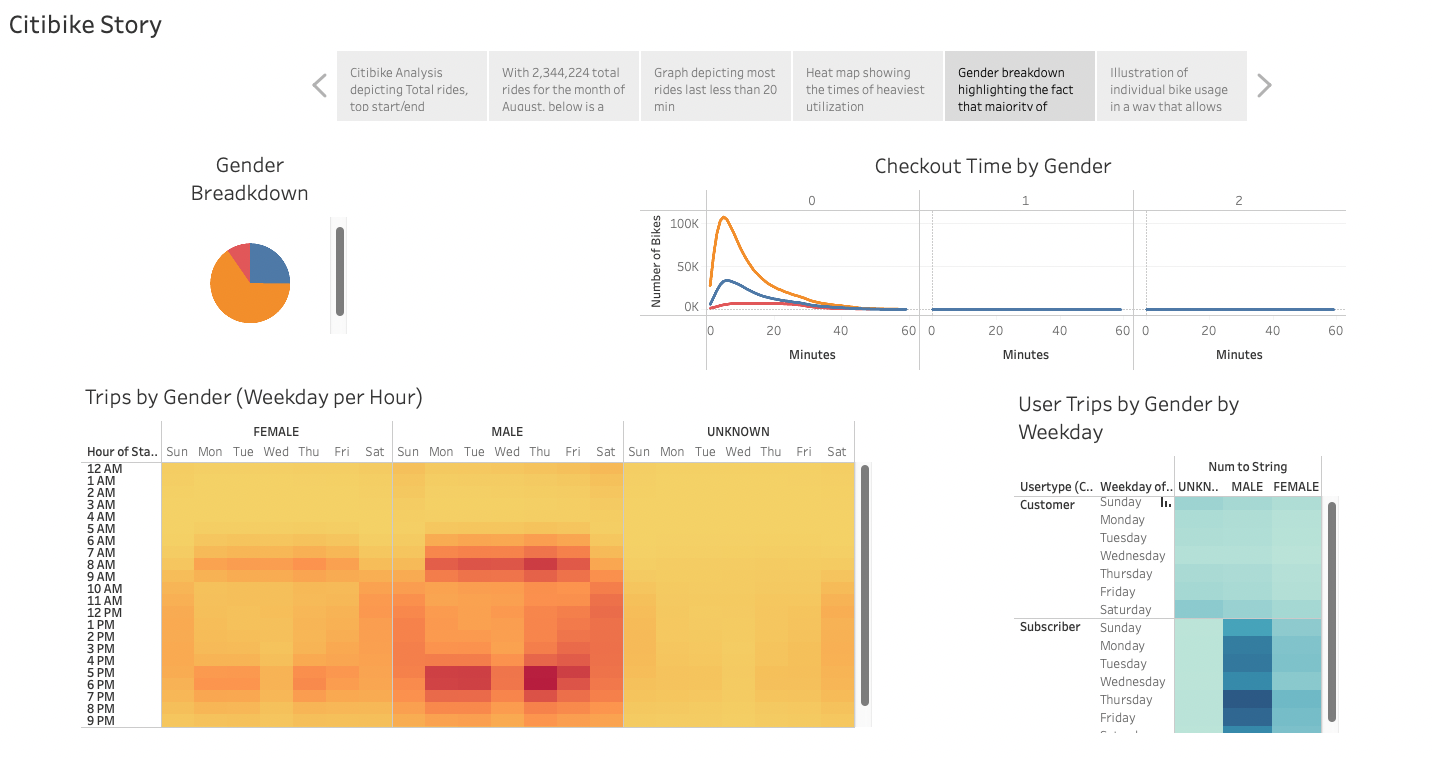 Citibike Story
Citibike Analysis
depicting Total rides,
top start/end
With 2,344,224 total
rides for the month of
August, below is a
Graph depicting most
rides last less than 20
min
Heat map showing
the times of heaviest
utilization
Gender breakdown
highlighting the fact
that majority of
Illustration of
individual bike usage
in a way that allows
Gender
Breadkdown
Checkout Time by Gender
0 1 2
Number of Bikes
100K
50K
0K
0 20 40 60 0 20 40 60 0 20 40 60
Minutes Minutes Minutes
Trips by Gender (Weekday per Hour)
FEMALE MALE UNKNOWN
Hour of Sta.. Sun Mon Tue Wed Thu Fri Sat Sun Mon Tue Wed Thu Fri Sat Sun Mon Tue Wed Thu Fri Sat
12 AM
1 AM
2 AM
3 AM
4 AM
5 AM
6 AM
7 AM
8 AM
9 AM
10 AM
11 AM
12 PM
1 PM
2 PM
3 PM
4 PM
5 PM
6 PM
7 PM
8 PM
9 PM
User Trips by Gender by
Weekday
Num to String
Usertype (C.. Weekday of.. UNKN.. MALE FEMALE
Customer Sunday
Monday
Tuesday
Wednesday
Thursday
Friday
Saturday
Subscriber Sunday
Monday
Tuesday
Wednesday
Thursday
Friday